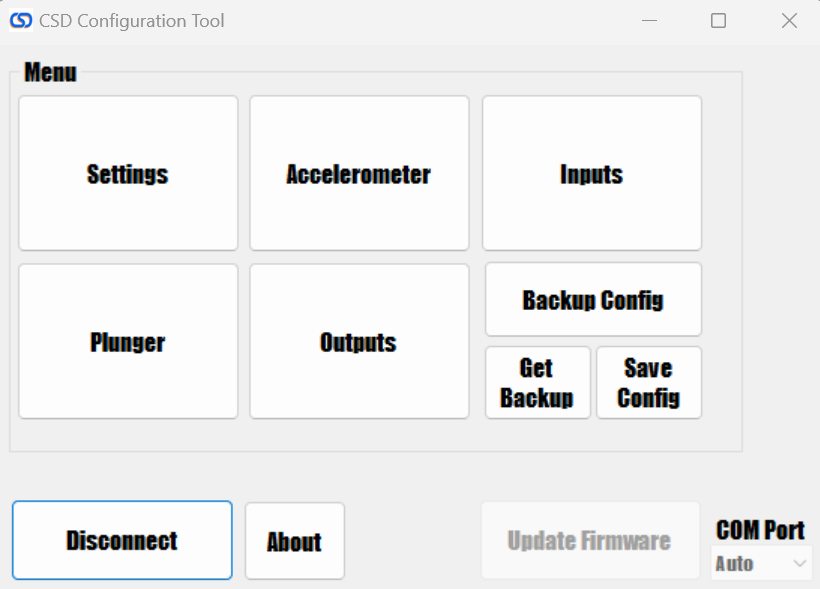 CSD Configuration Tool
Menu
Settings
Accelerometer
Inputs
Plunger
Outputs
Backup Config
Get
Backup
Save
Config
Disconnect
About
Update Firmware
COM Port
Auto